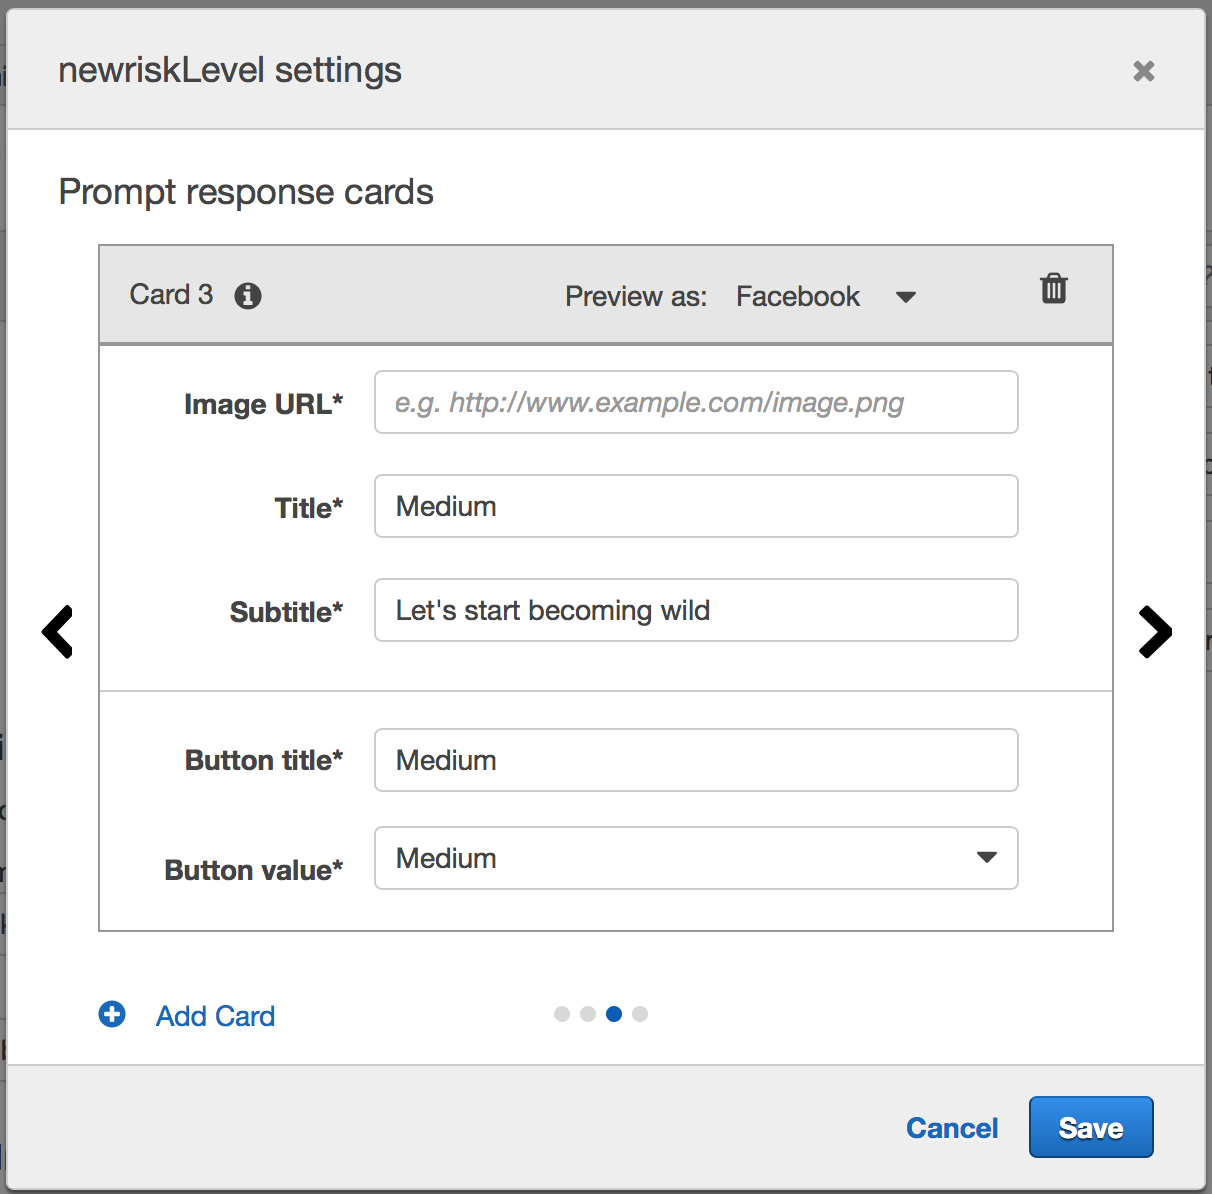 newriskLevel settings
Prompt response cards
Card 3 Preview as: Facebook
Image URL* e.g. http://www.example.com/image.png
Title* Medium
Subtitle* Let's start becoming wild
Button title* Medium
Button value* Medium
Add Card
Cancel Save